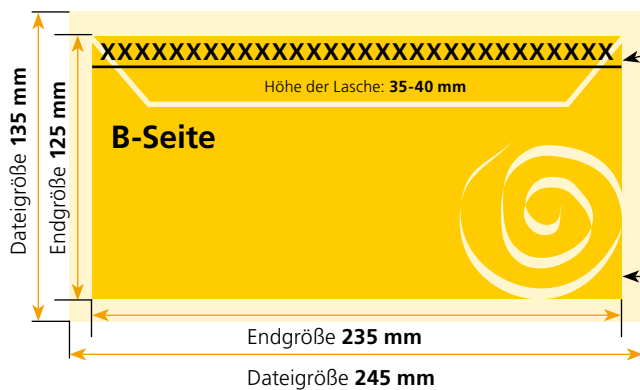 XXXXXXXXXXXXXXXXXXXXXXXXXXXXXX
Höhe der Lasche: 35-40 mm
B-Seite
Dateigröße 135 mm
Endgröße 125 mm
Endgröße 235 mm
Dateigröße 245 mm